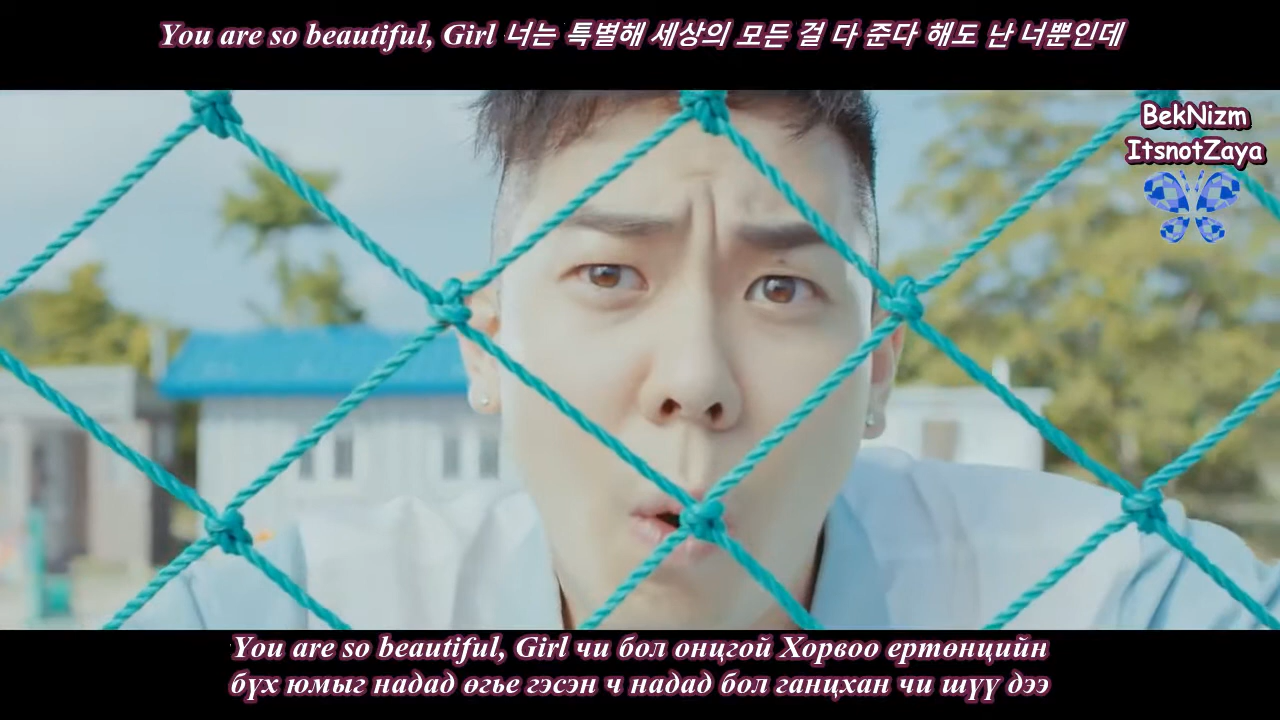 You are so beautiful, Girl 너는 특별해 세상의 모든 걸 다 준다 해도 난 너뿐인데
BekNizm
ItsnotZaya
You are so beautiful, Girl чи бол онцгой Хорвоо ертөнцийн
бүх юмыг надад өгье гэсэн ч надад бол ганцхан чи шүү дээ